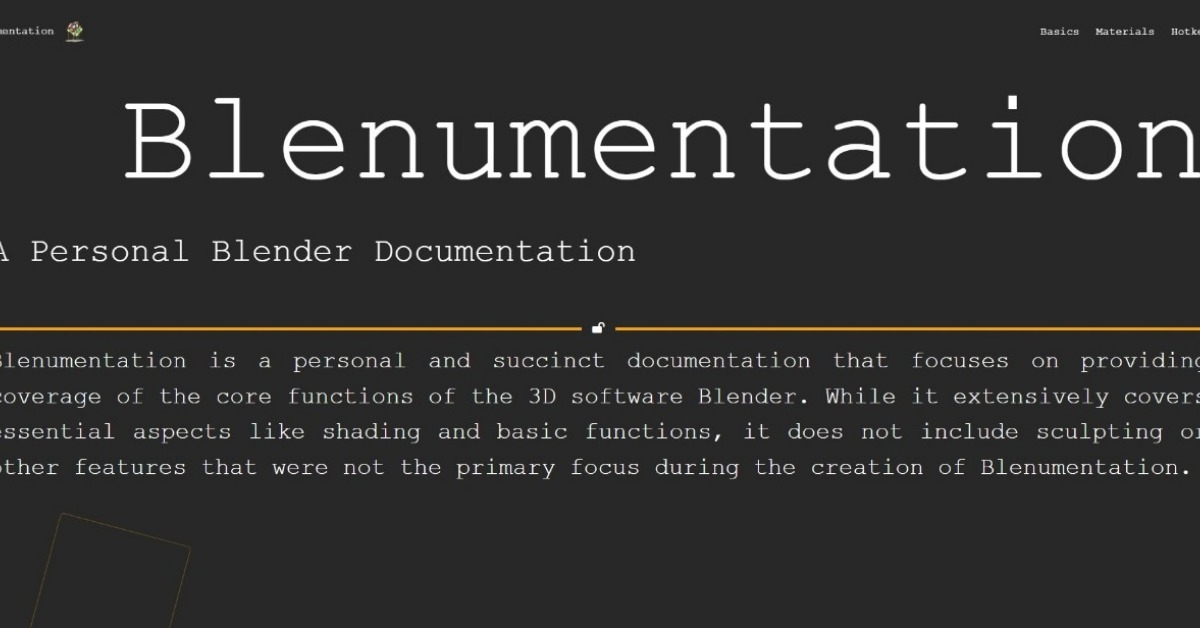 mentation
Basics Materials Hotke
Blenumentation
A Personal Blender Documentation
Blenumentation is a personal and succinct documentation that focuses on providing
coverage of the core functions of the 3D software Blender. While it extensively covers
essential aspects like shading and basic functions, it does not include sculpting or
other features that were not the primary focus during the creation of Blenumentation.